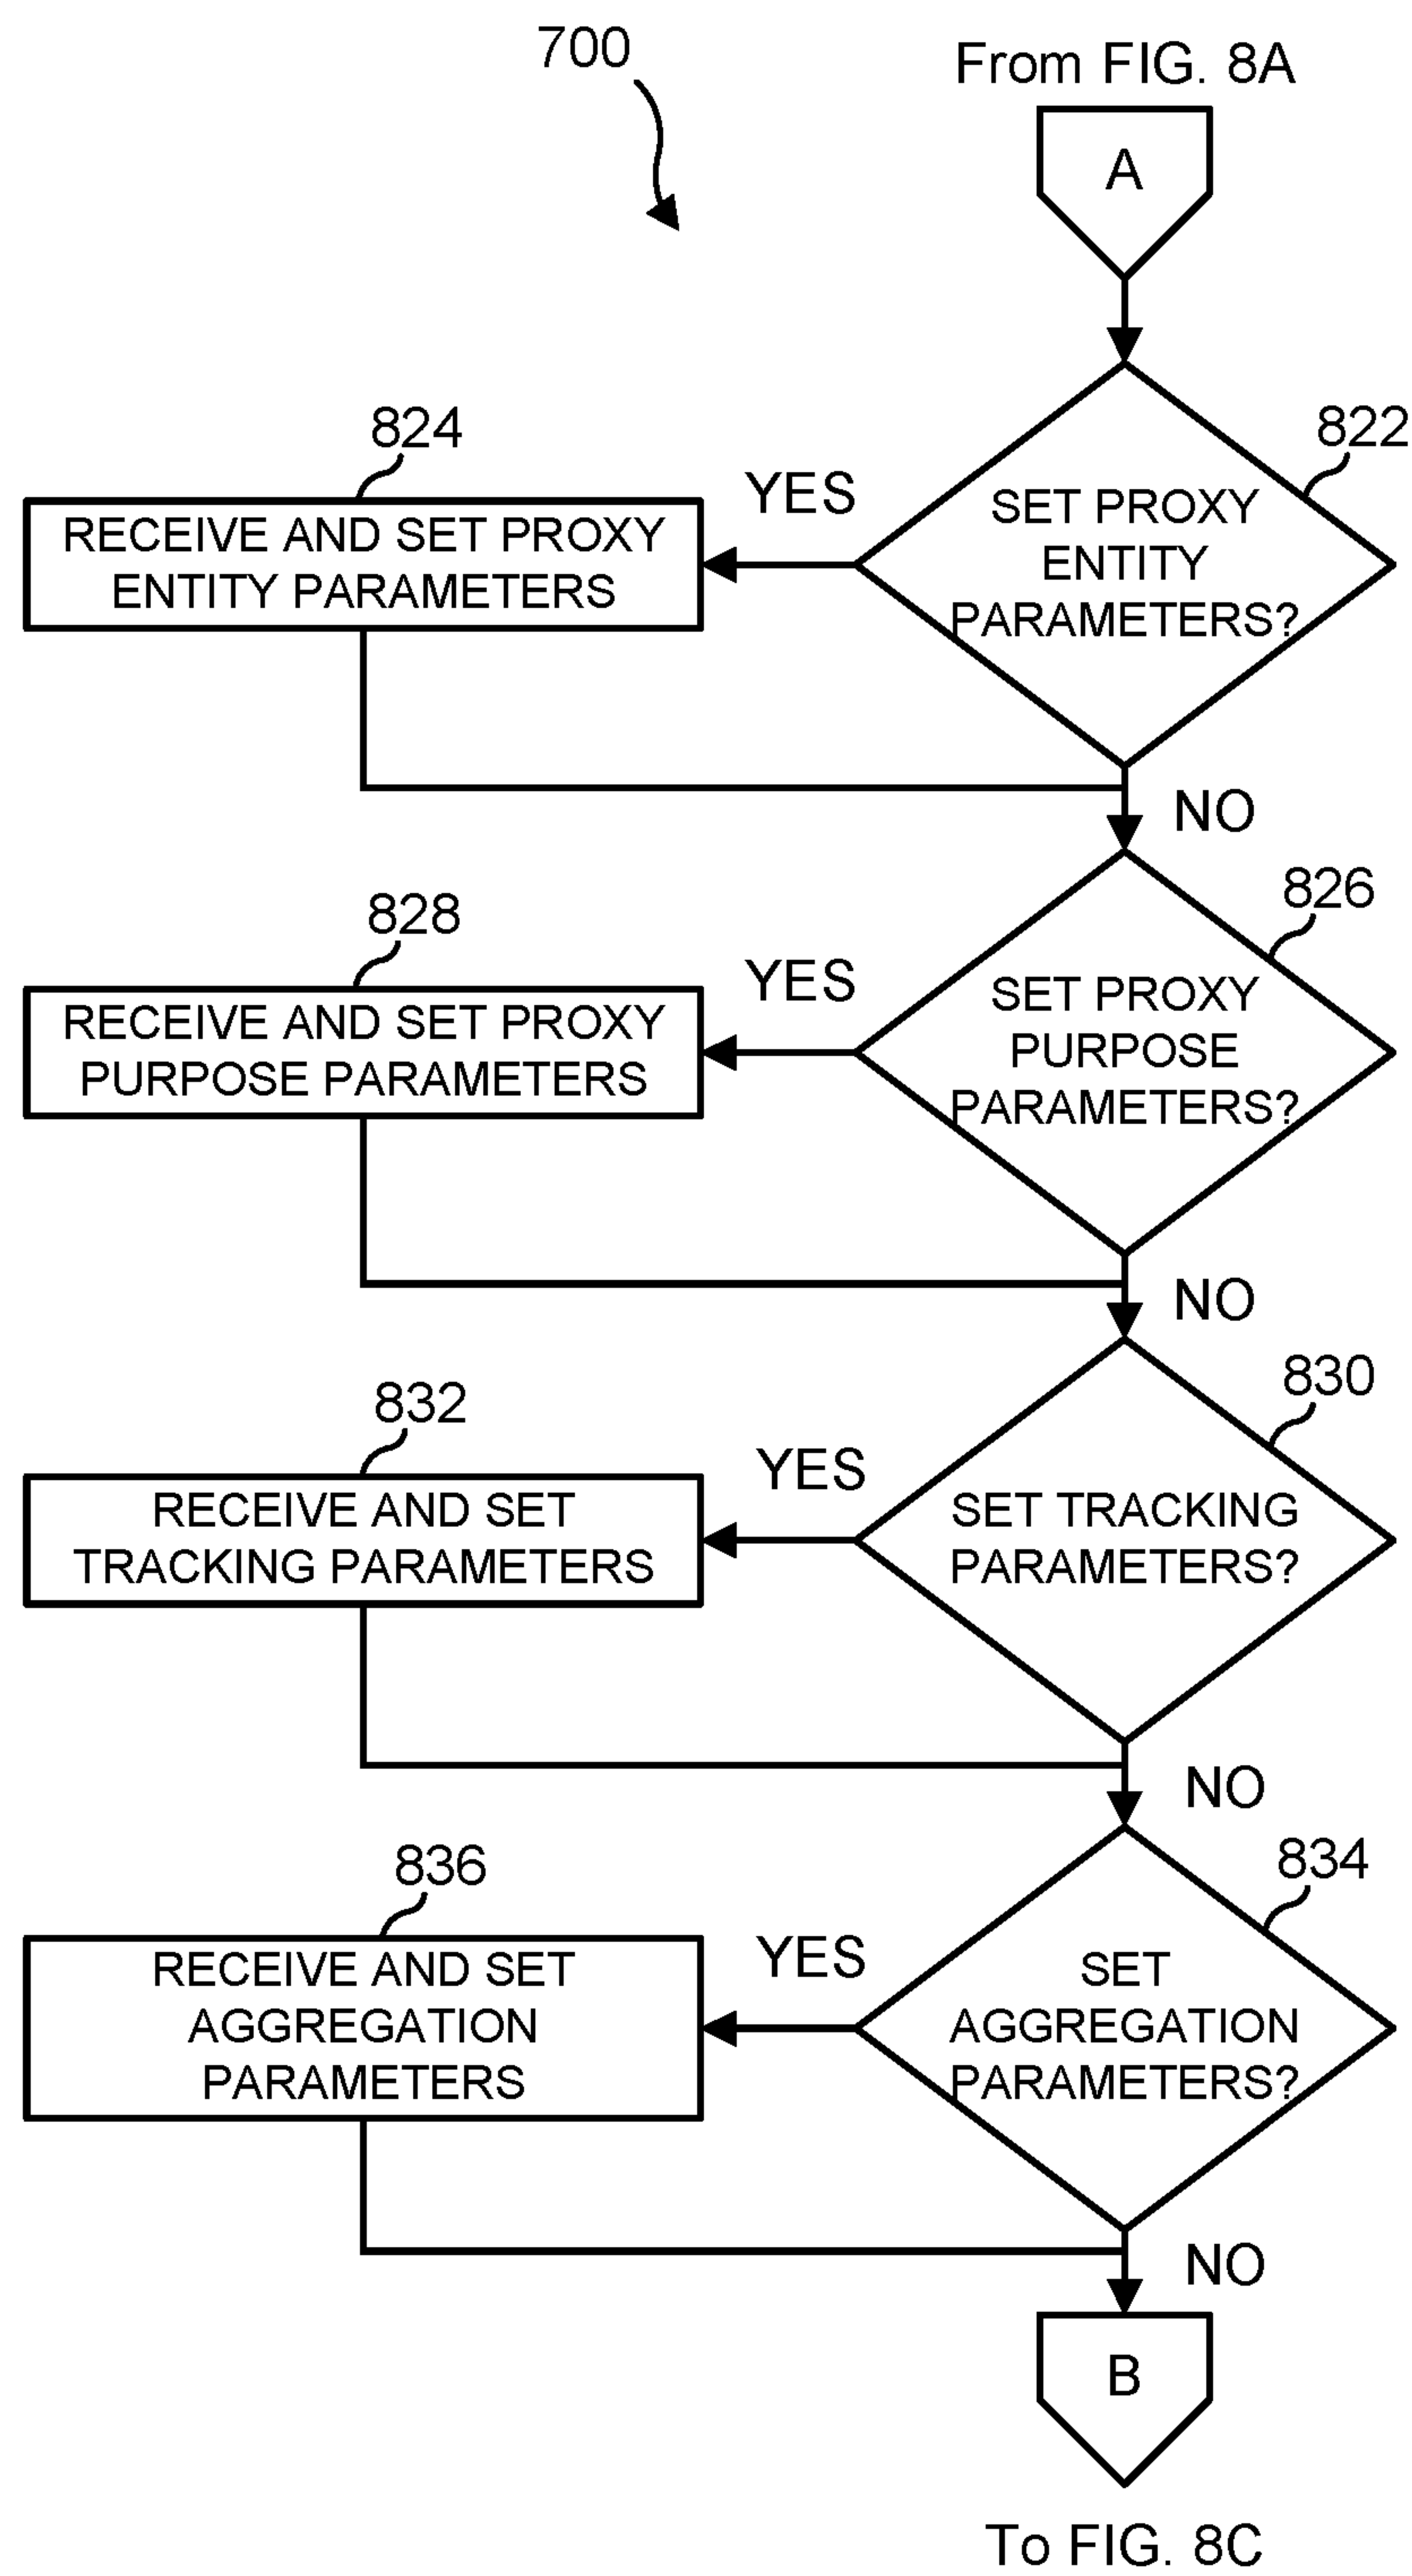 700
From FIG. 8A
A
822
SET PROXY
ENTITY
PARAMETERS?
YES
824
RECEIVE AND SET PROXY
ENTITY PARAMETERS
NO
826
SET PROXY
PURPOSE
PARAMETERS?
YES
828
RECEIVE AND SET PROXY
PURPOSE PARAMETERS
NO
830
SET TRACKING
PARAMETERS?
YES
832
RECEIVE AND SET
TRACKING PARAMETERS
NO
834
SET
AGGREGATION
PARAMETERS?
YES
836
RECEIVE AND SET
AGGREGATION
PARAMETERS
NO
B
To FIG. 8C